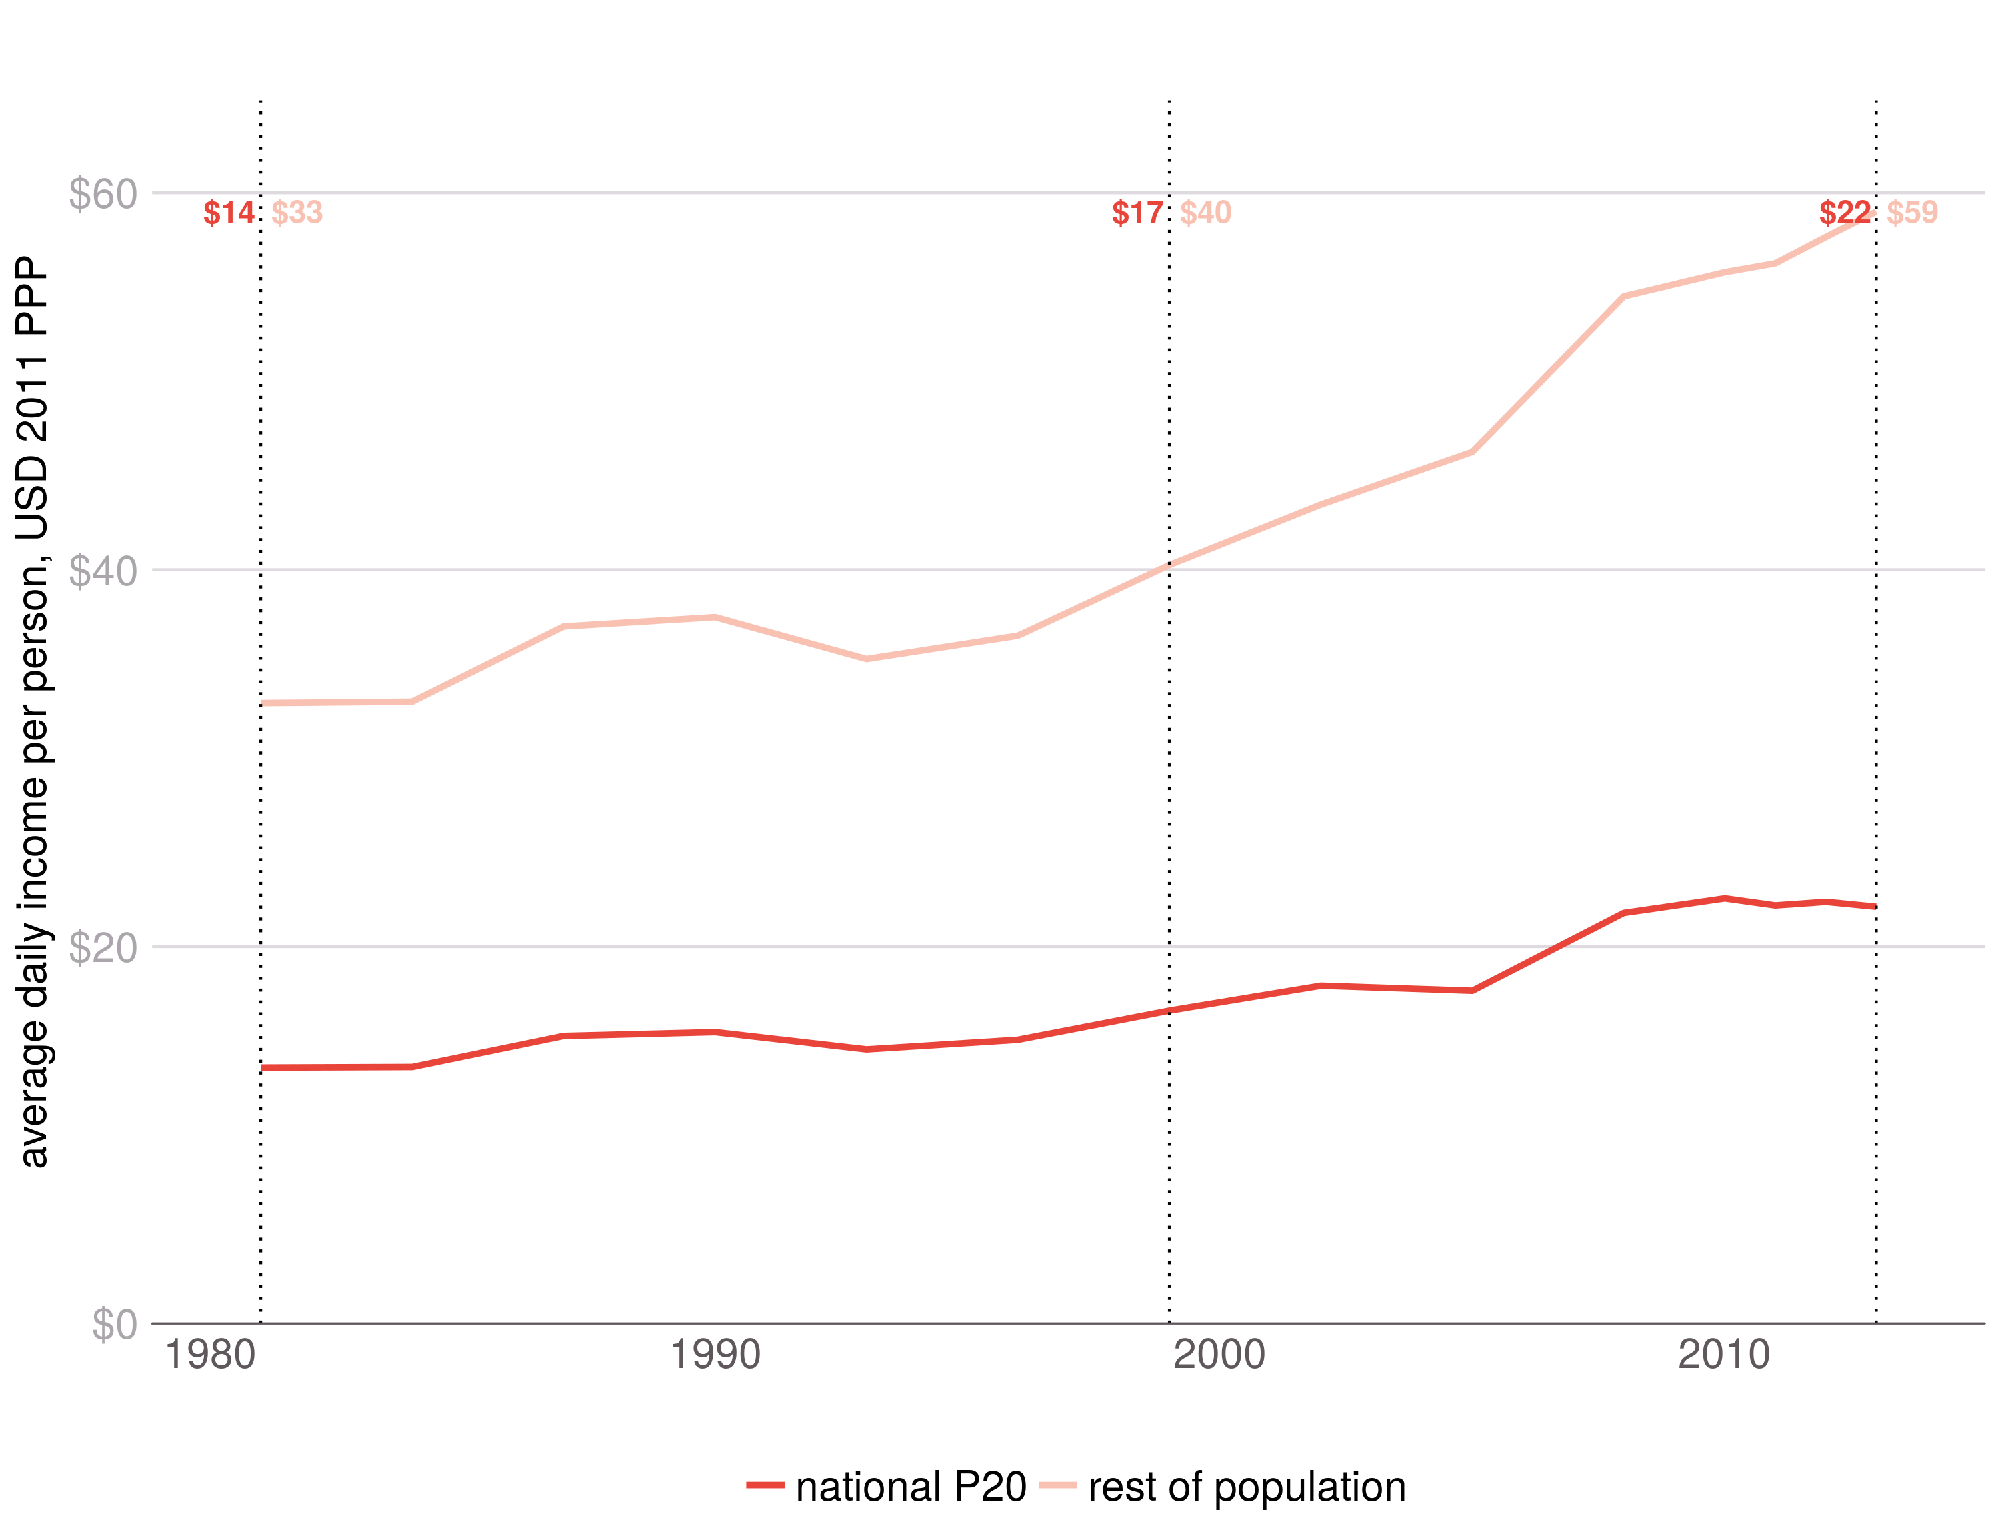 average daily income per person, USD 2011 PPP
$60
$14 $33
$17 $40
$22 $59
$40
$20
$0
1980 1990 2000 2010
national P20 rest of population